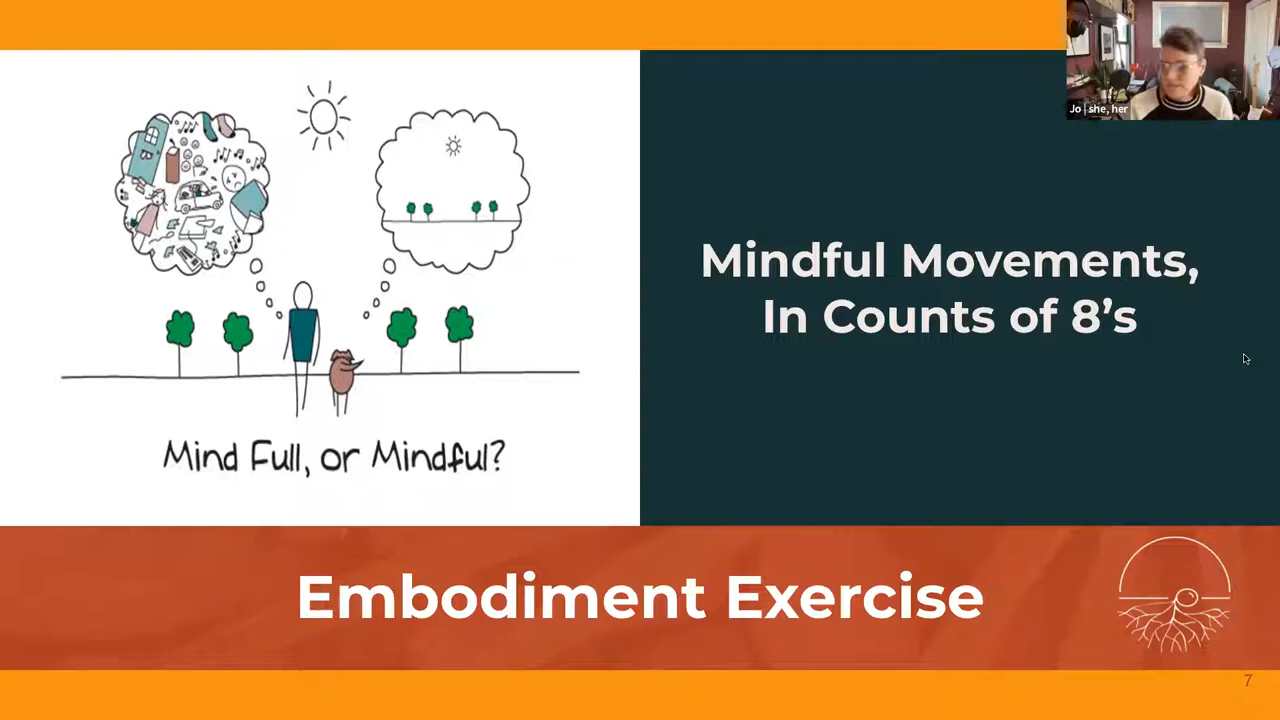 Jo | she, her
Mindful Movements,
In Counts of 8’s
Mind Full, or Mindful?
Embodiment Exercise
7